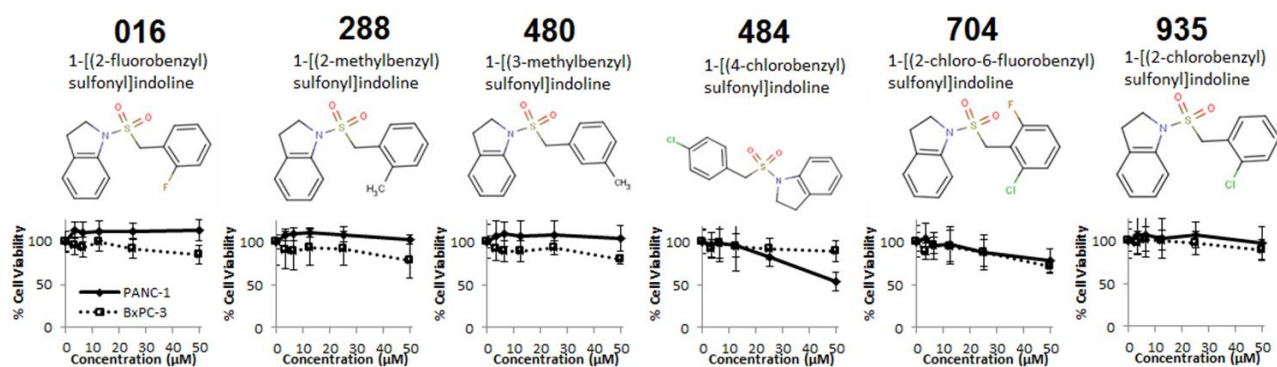 016
1-[(2-fluorobenzyl)
sulfonyl]indoline
O
O
N
S
F
% Cell Viability
100
50
0
PANC-1
BxPC-3
0 10 20 30 40 50
Concentration (µM)
288
1-[(2-methylbenzyl)
sulfonyl]indoline
O
O
N
S
H₃C
% Cell Viability
100
50
0
0 10 20 30 40 50
Concentration (µM)
480
1-[(3-methylbenzyl)
sulfonyl]indoline
O
O
N
S
CH₃
% Cell Viability
100
50
0
0 10 20 30 40 50
Concentration (µM)
484
1-[(4-chlorobenzyl)
sulfonyl]indoline
Cl
O
O
S
N
% Cell Viability
100
50
0
0 10 20 30 40 50
Concentration (µM)
704
1-[(2-chloro-6-fluorobenzyl)
sulfonyl]indoline
O
F
O
N
S
Cl
% Cell Viability
100
50
0
0 10 20 30 40 50
Concentration (µM)
935
1-[(2-chlorobenzyl)
sulfonyl]indoline
O
O
N
S
Cl
% Cell Viability
100
50
0
0 10 20 30 40 50
Concentration (µM)